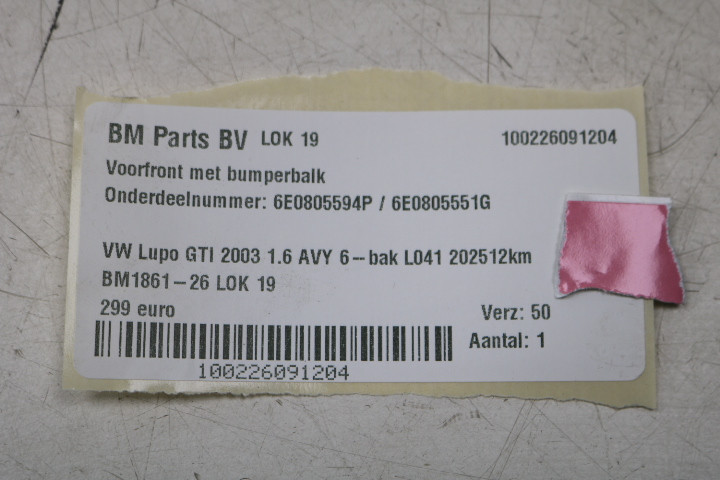 BM Parts BV LOK 19 100226091204
Voorfront met bumperbalk
Onderdeelnummer: 6E0805594P / 6E0805551G
VW Lupo GTI 2003 1.6 AVY 6--bak L041 202512km
BM1861-26 LOK 19
299 euro Verz: 50
Aantal: 1
100226091204